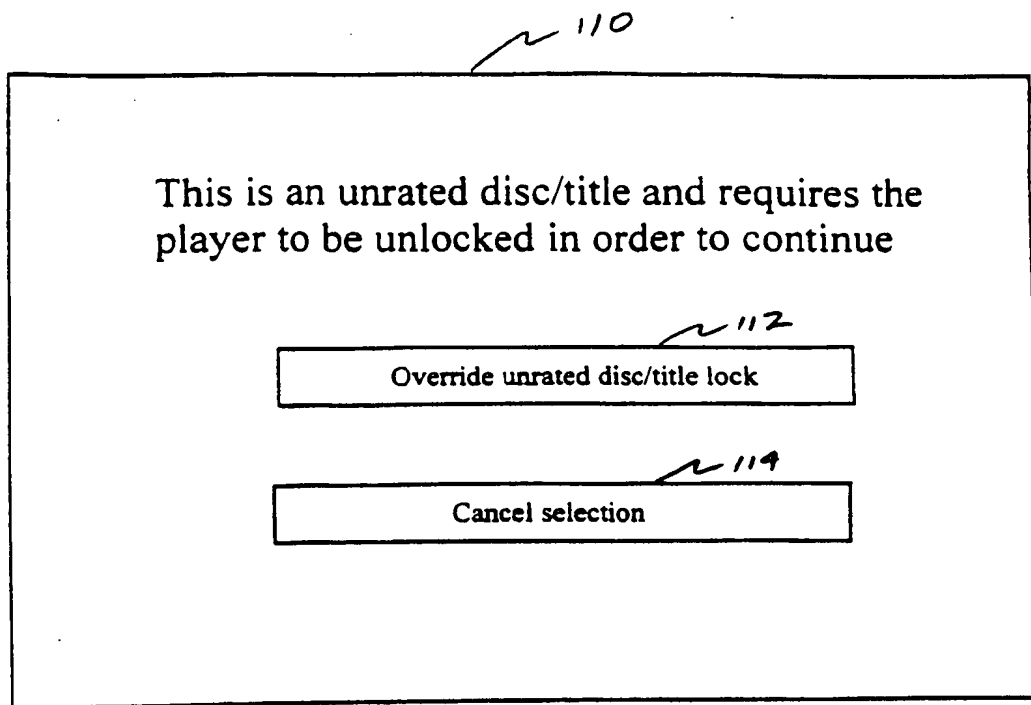 110
This is an unrated disc/title and requires the
player to be unlocked in order to continue
112
Override unrated disc/title lock
114
Cancel selection